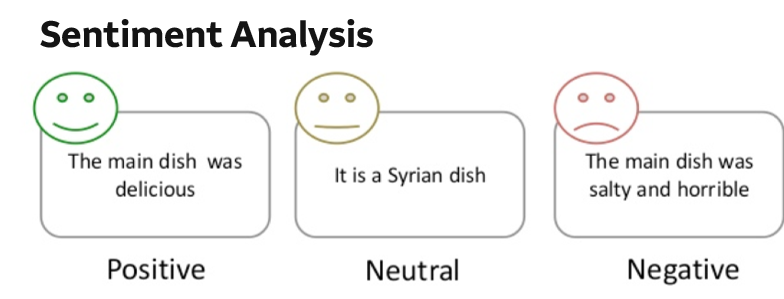 Sentiment Analysis
The main dish was
delicious
It is a Syrian dish
The main dish was
salty and horrible
Positive
Neutral
Negative